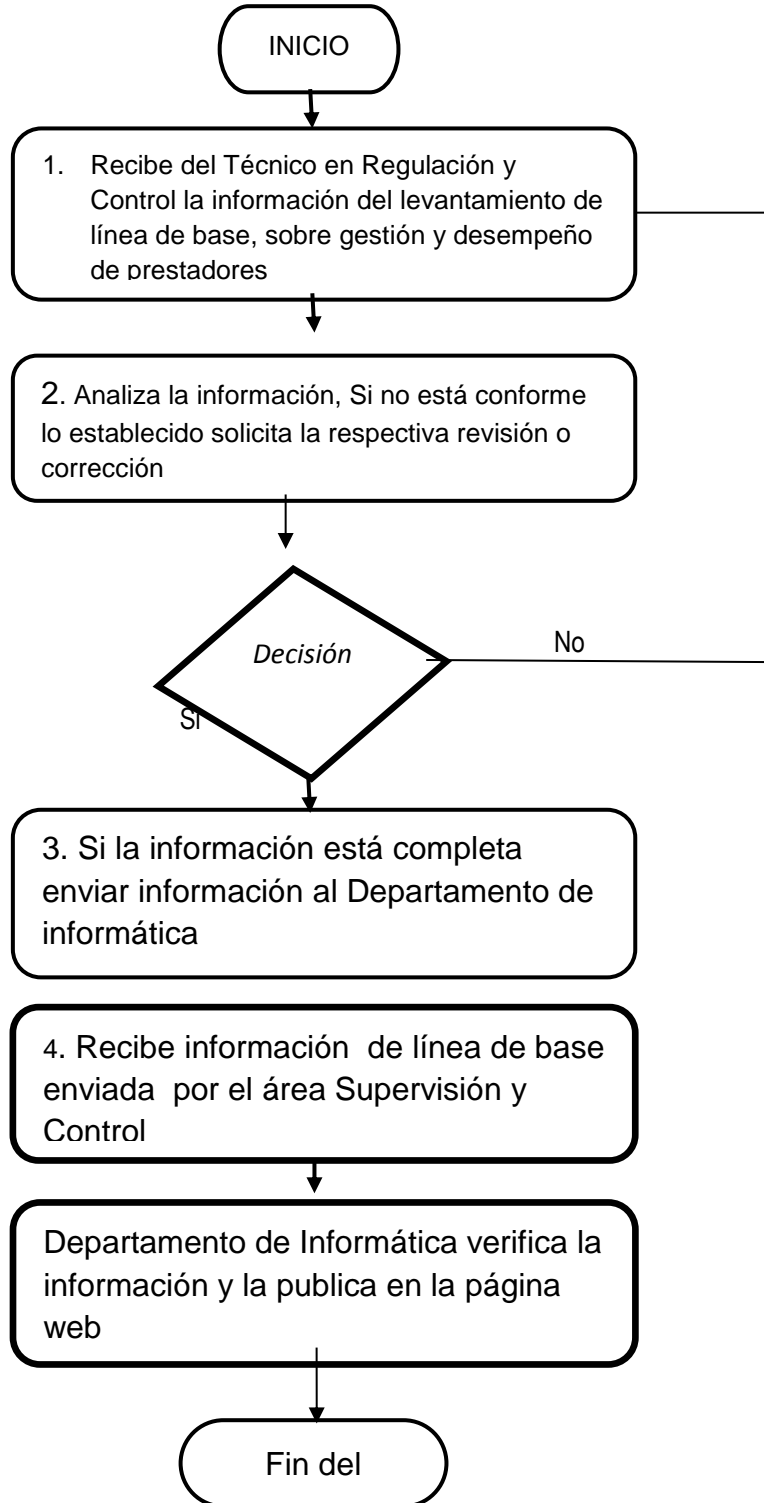 INICIO
1. Recibe del Técnico en Regulación y
Control la información del levantamiento de
línea de base, sobre gestión y desempeño
de prestadores
2. Analiza la información, Si no está conforme
lo establecido solicita la respectiva revisión o
corrección
Decisión
No
Si
3. Si la información está completa
enviar información al Departamento de
informática
4. Recibe información de línea de base
enviada por el área Supervisión y
Control
Departamento de Informática verifica la
información y la publica en la página
web
Fin del